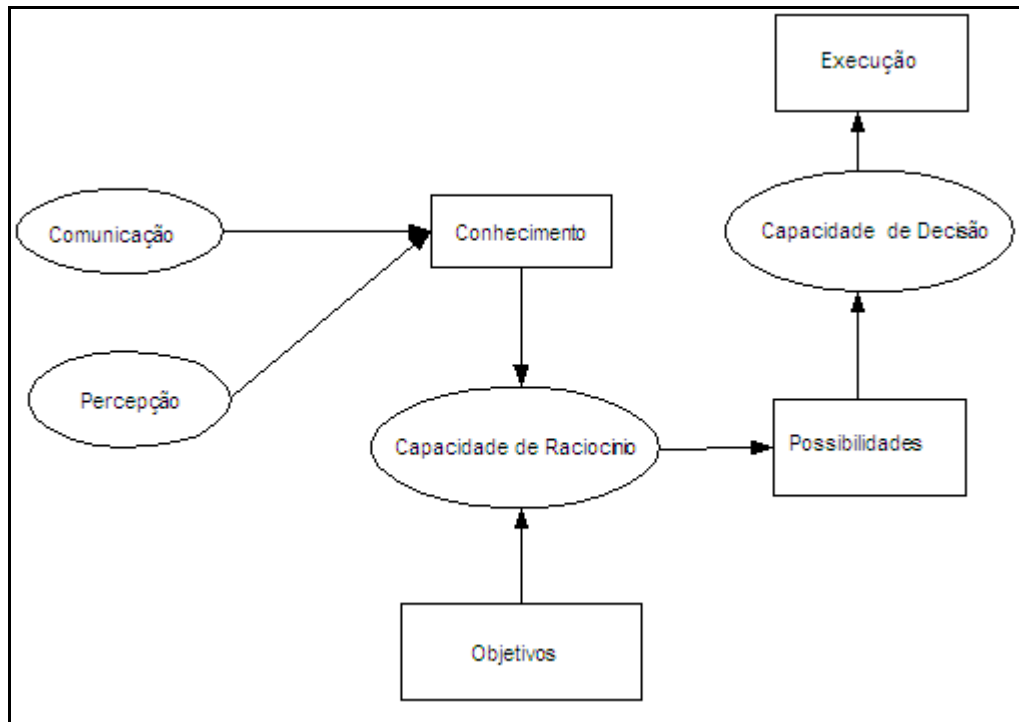 Execução
Comunicação
Conhecimento
Capacidade de Decisão
Percepção
Capacidade de Raciocinio
Possibilidades
Objetivos